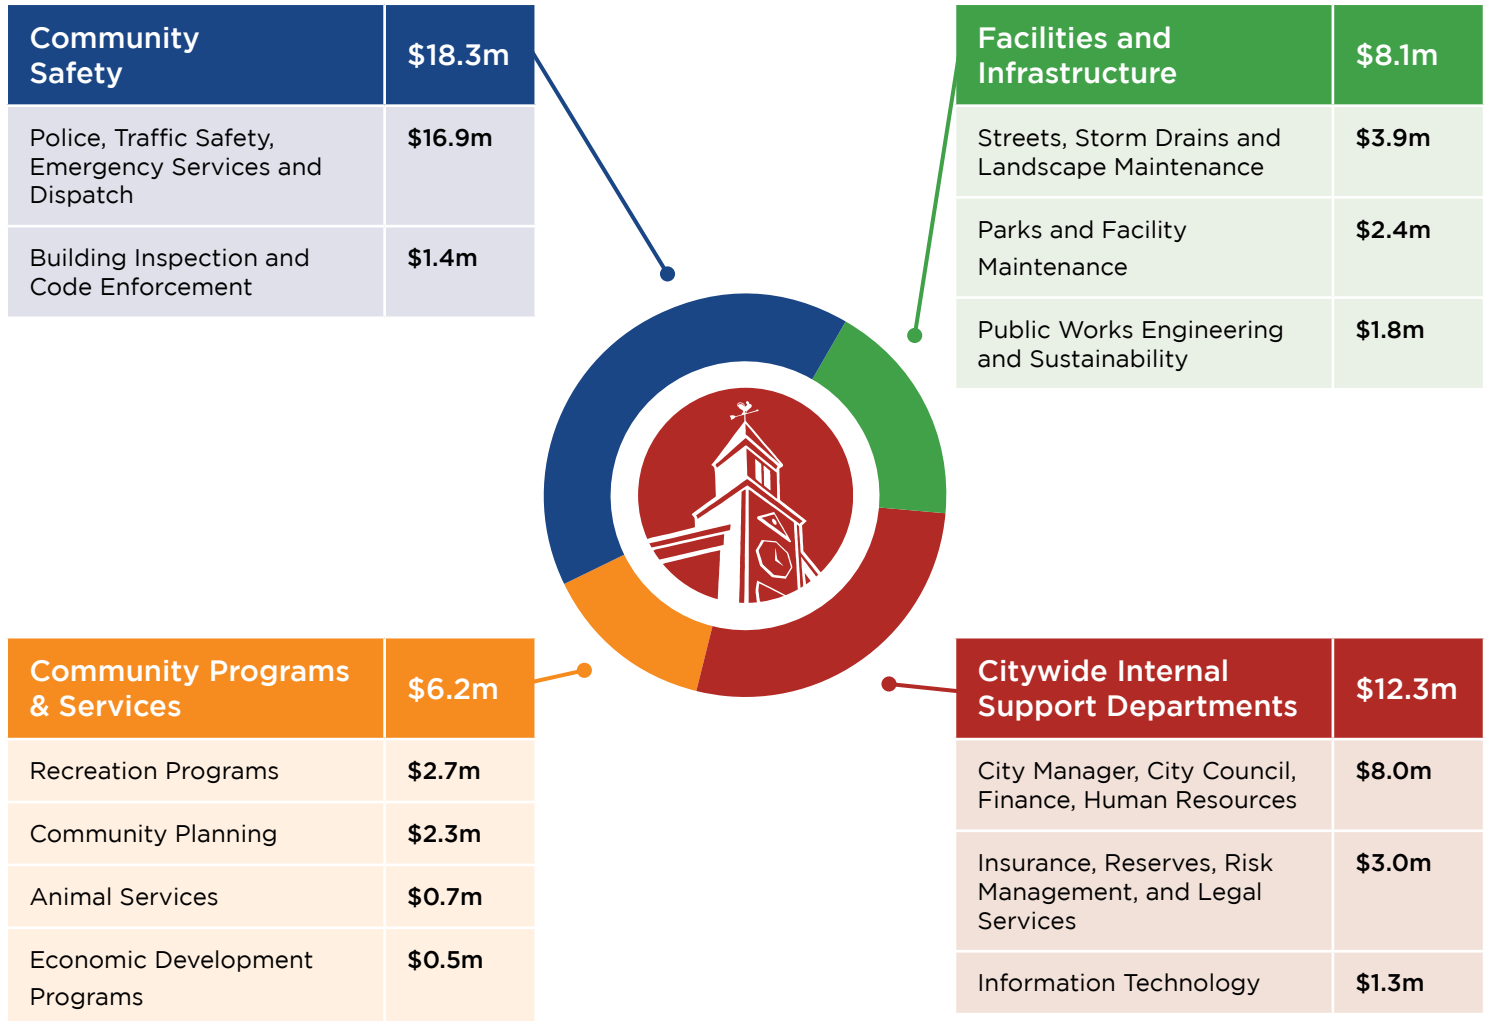 Community
Safety
$18.3m
Police, Traffic Safety,
Emergency Services and
Dispatch
$16.9m
Building Inspection and
Code Enforcement
$1.4m
Facilities and
Infrastructure
$8.1m
Streets, Storm Drains and
Landscape Maintenance
$3.9m
Parks and Facility
Maintenance
$2.4m
Public Works Engineering
and Sustainability
$1.8m
Community Programs
& Services
$6.2m
Recreation Programs
$2.7m
Community Planning
$2.3m
Animal Services
$0.7m
Economic Development
Programs
$0.5m
Citywide Internal
Support Departments
$12.3m
City Manager, City Council,
Finance, Human Resources
$8.0m
Insurance, Reserves, Risk
Management, and Legal
Services
$3.0m
Information Technology
$1.3m